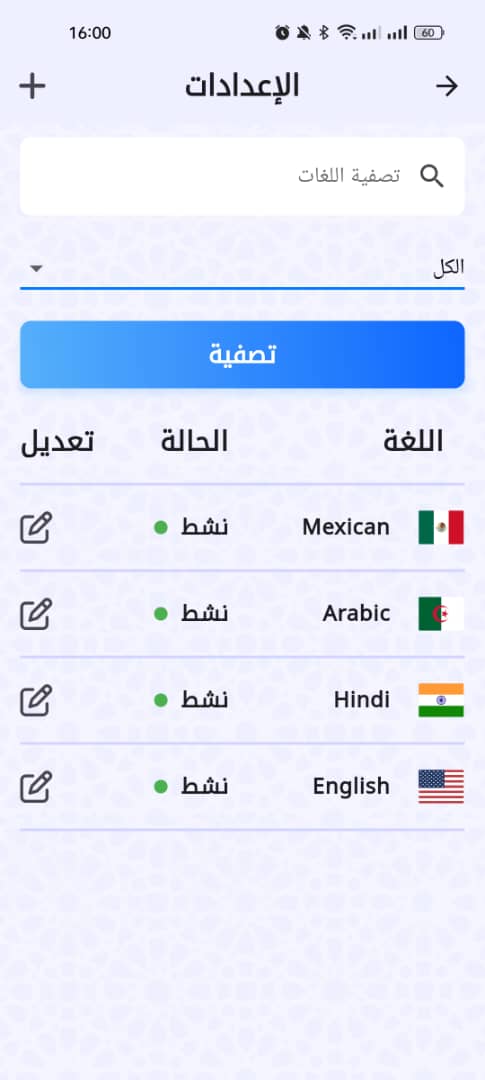 16:00 60
الإعدادات
تصفية اللغات
الكل
تصفية
اللغة الحالة تعديل
Mexican نشط
Arabic نشط
Hindi نشط
English نشط